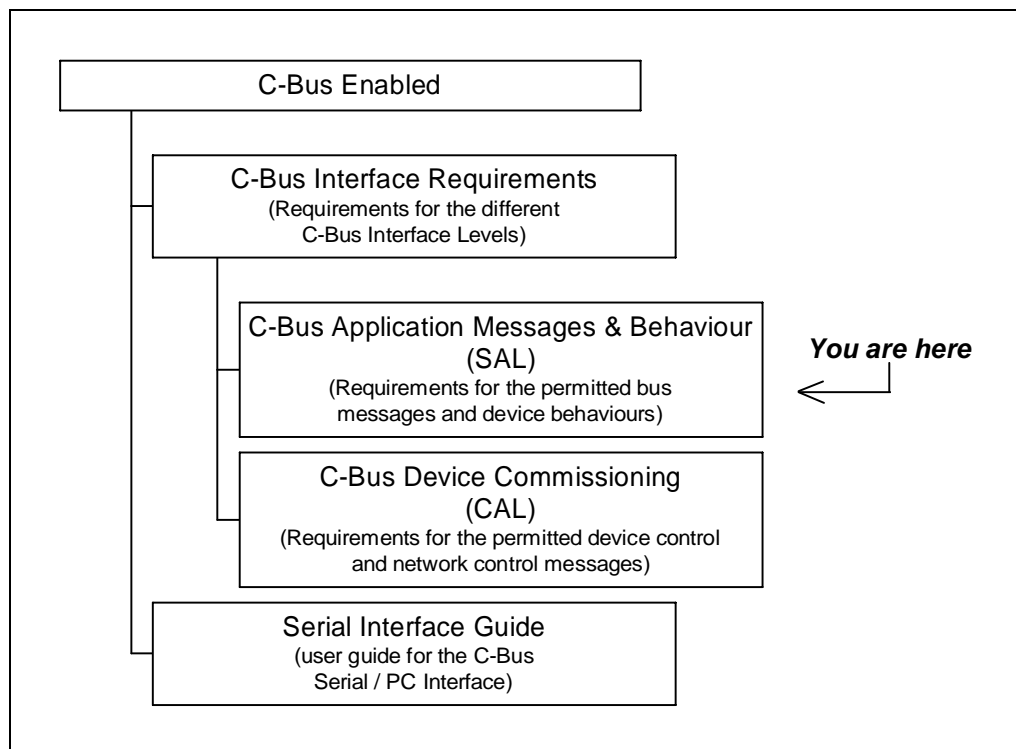 C-Bus Enabled
C-Bus Interface Requirements
(Requirements for the different
C-Bus Interface Levels)
C-Bus Application Messages & Behaviour
(SAL)
(Requirements for the permitted bus
messages and device behaviours)
You are here
C-Bus Device Commissioning
(CAL)
(Requirements for the permitted device control
and network control messages)
Serial Interface Guide
(user guide for the C-Bus
Serial / PC Interface)